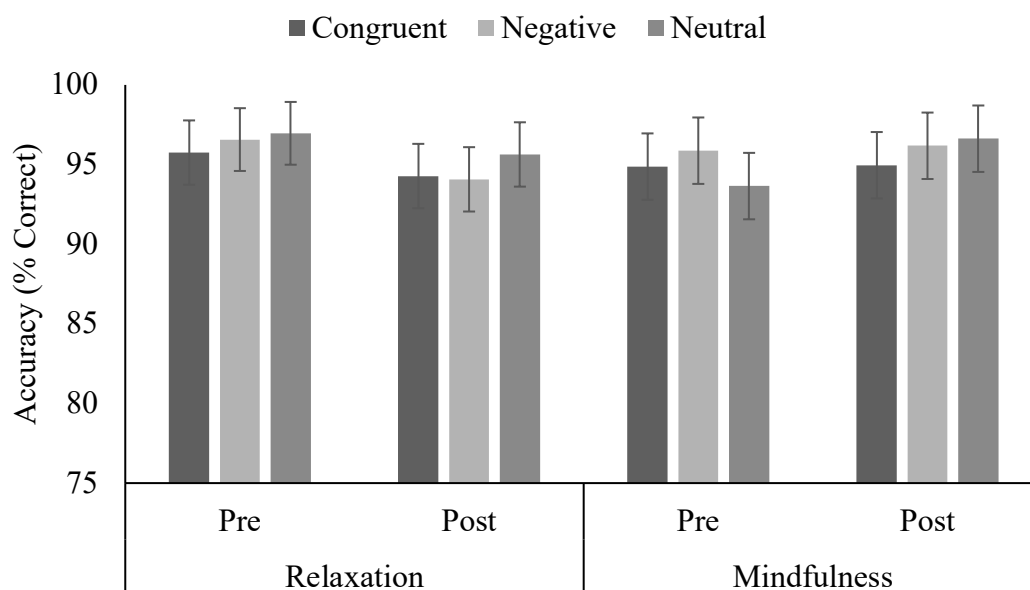 Congruent Negative Neutral
Accuracy (% Correct)
100
95
90
85
80
75
Pre Post Pre Post
Relaxation Mindfulness